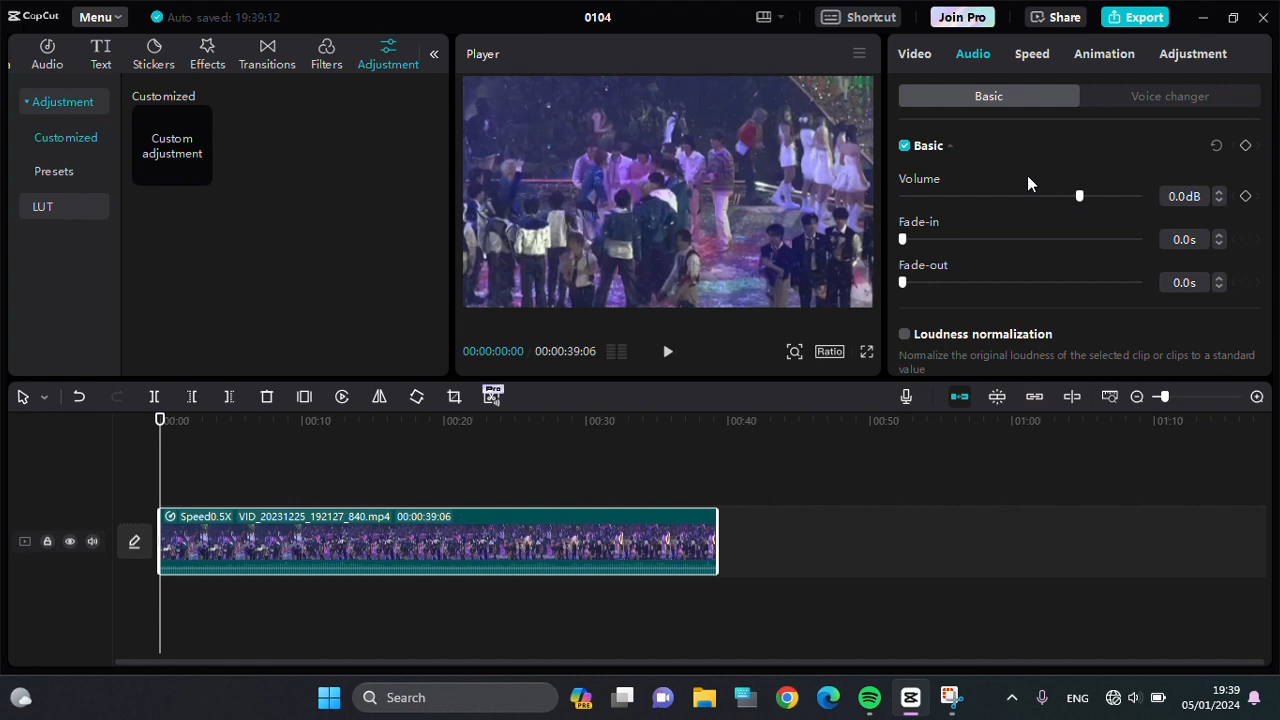 CapCut
Menu
Auto saved: 19:39:12
0104
Shortcut
Join Pro
Share
Export
Audio
Text
Stickers
Effects
Transitions
Filters
Adjustment
Adjustment
Customized
Presets
LUT
Customized
Custom
adjustment
Player
00:00:00:00
00:00:39:06
Ratio
Video
Audio
Speed
Animation
Adjustment
Basic
Voice changer
Basic
Volume
0.0dB
Fade-in
0.0s
Fade-out
0.0s
Loudness normalization
Normalize the original loudness of the selected clip or clips to a standard
value
Pro
00:00
00:10
00:20
00:30
00:40
00:50
01:00
01:10
Speed0.5X VID_20231225_192127_840.mp4 00:00:39:06
Search
PRE
ENG
19:39
05/01/2024